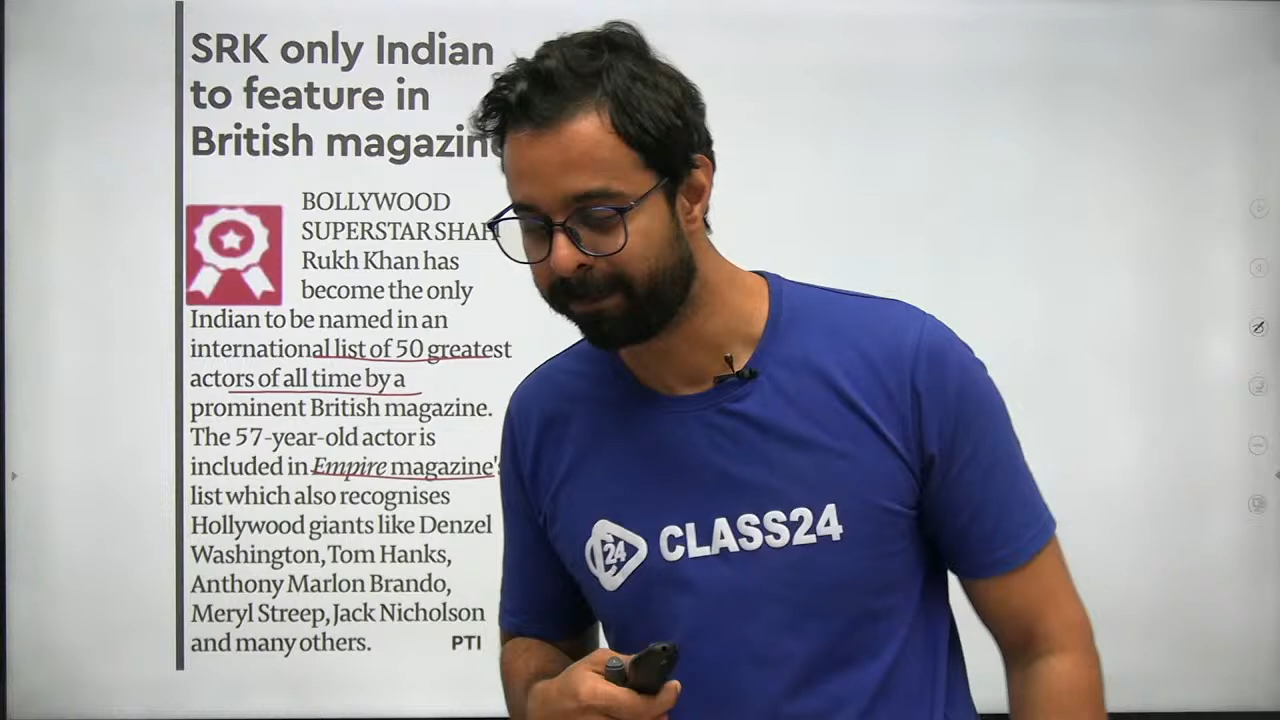 SRK only Indian
to feature in
British magazin
BOLLYWOOD
SUPERSTAR SHAH
Rukh Khan has
become the only
Indian to be named in an
international list of 50 greatest
actors of all time by a
prominent British magazine.
The 57-year-old actor is
included in Empire magazine's
list which also recognises
Hollywood giants like Denzel
Washington, Tom Hanks,
Anthony Marlon Brando,
Meryl Streep, Jack Nicholson
and many others. PTI
24 CLASS24